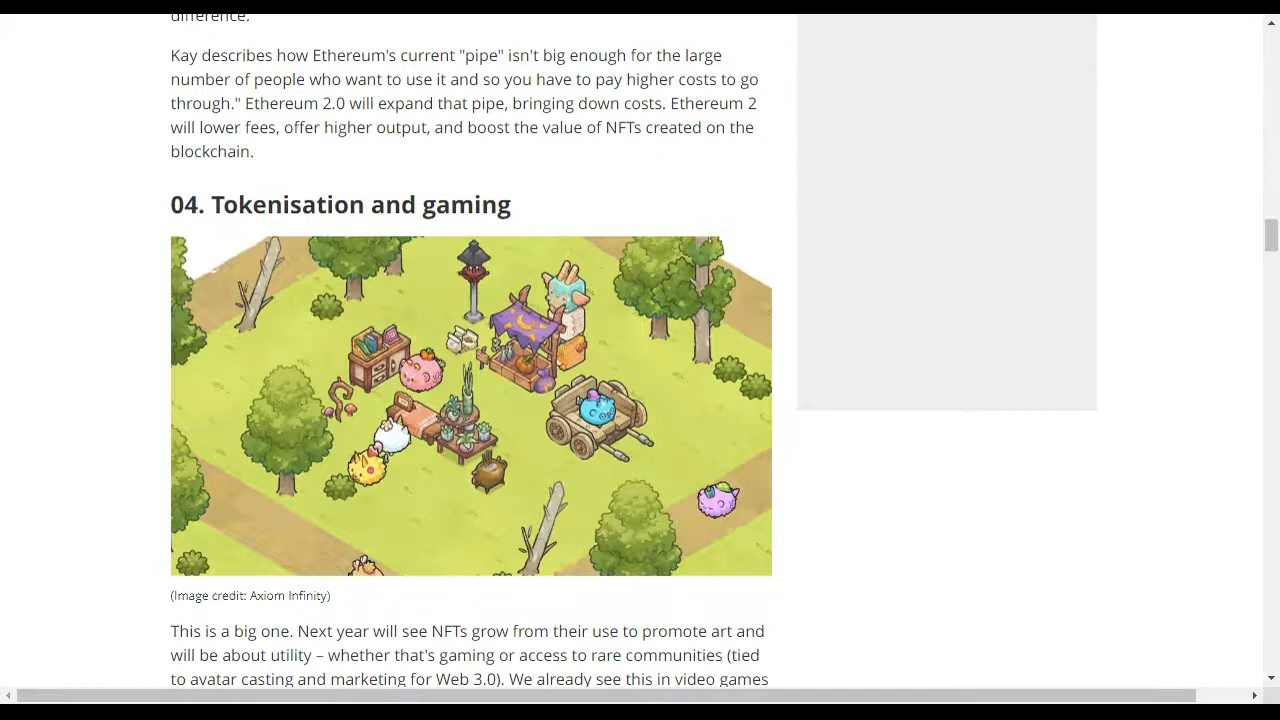 difference.
Kay describes how Ethereum's current "pipe" isn't big enough for the large
number of people who want to use it and so you have to pay higher costs to go
through." Ethereum 2.0 will expand that pipe, bringing down costs. Ethereum 2
will lower fees, offer higher output, and boost the value of NFTs created on the
blockchain.
04. Tokenisation and gaming
(Image credit: Axiom Infinity)
This is a big one. Next year will see NFTs grow from their use to promote art and
will be about utility – whether that's gaming or access to rare communities (tied
to avatar casting and marketing for Web 3.0). We already see this in video games